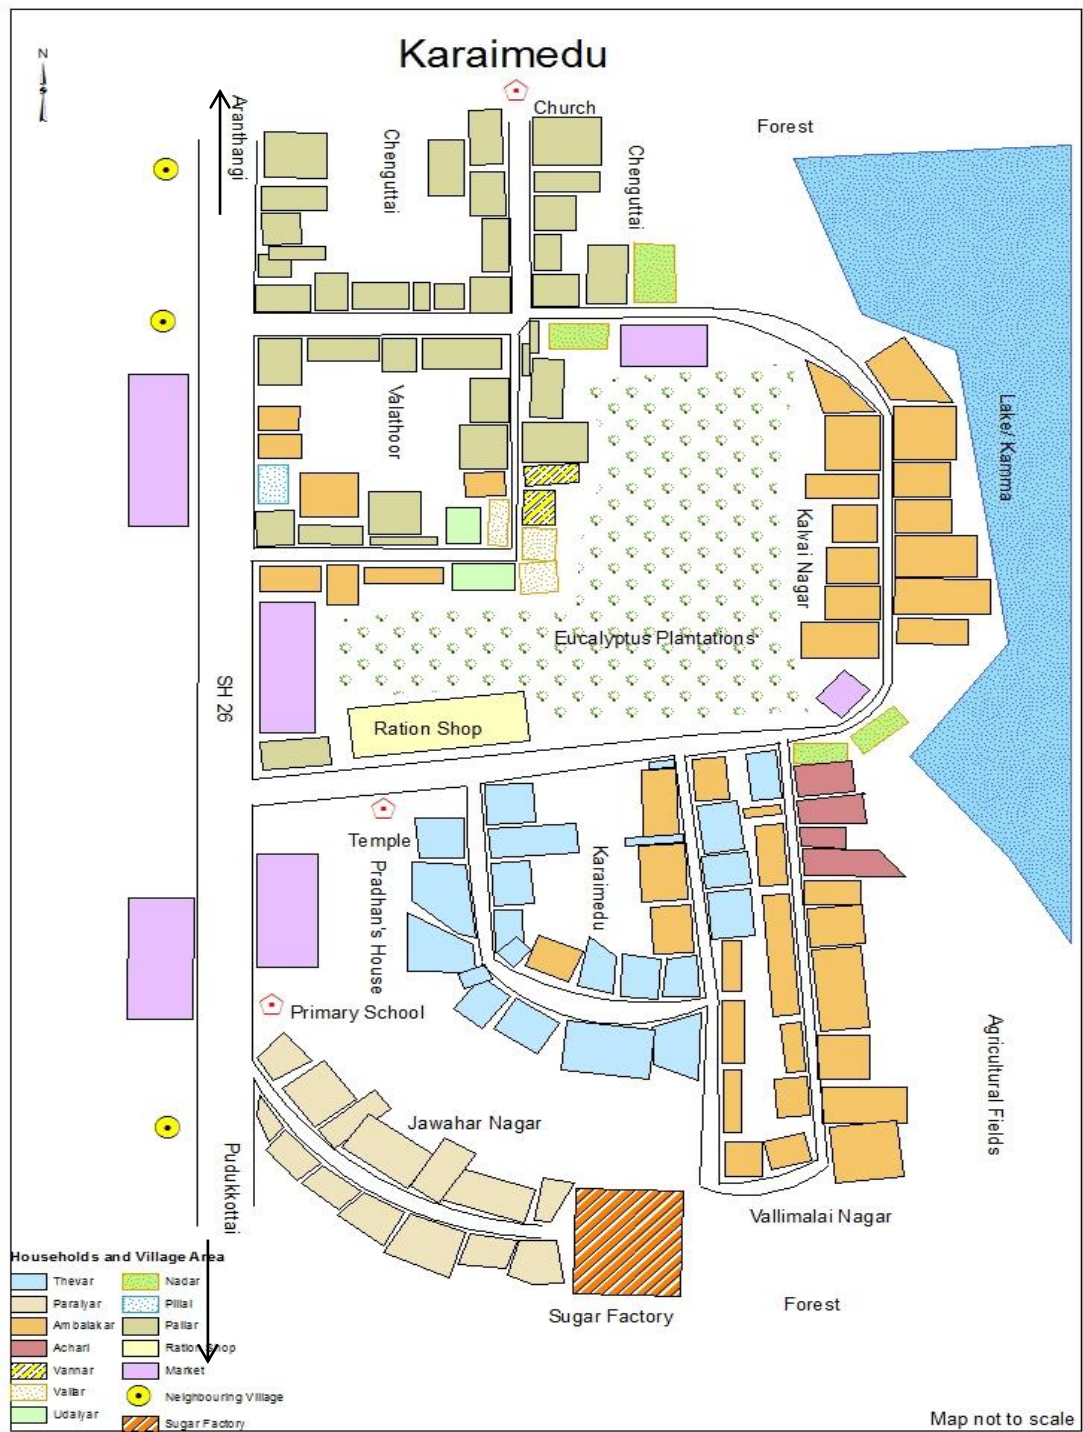 Karaimedu
N
Church
Forest
Aranthangi
Chenguttai
Chenguttai
Valathoor
Lake/ Kamma
Kalvai Nagar
Eucalyptus Plantations
SH 26
Ration Shop
Temple
Pradhan's House
Karaimedu
Primary School
Agricultural Fields
Jawahar Nagar
Pudukkottai
Vallimalai Nagar
Sugar Factory
Forest
Households and Village Area
Thevar
Nadar
Paraiyar
Pillai
Ambalakar
Pallar
Achari
Ration Shop
Vannar
Market
Vallar
Neighbouring Village
Udaiyar
Sugar Factory
Map not to scale